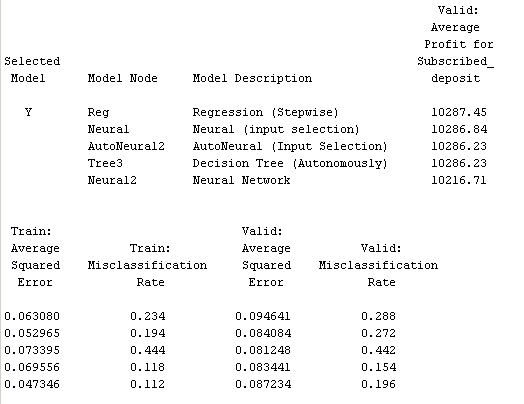 Valid:
Average
Profit for
Selected Subscribed_
Model Model Node Model Description deposit
Y Reg Regression (Stepwise) 10287.45
Neural Neural (input selection) 10286.84
AutoNeural2 AutoNeural (Input Selection) 10286.23
Tree3 Decision Tree (Autonomously) 10286.23
Neural2 Neural Network 10216.71
Train: Valid:
Average Train: Average Valid:
Squared Misclassification Squared Misclassification
Error Rate Error Rate
0.063080 0.234 0.094641 0.288
0.052965 0.194 0.084084 0.272
0.073395 0.444 0.081248 0.442
0.069556 0.118 0.083441 0.154
0.047346 0.112 0.087234 0.196